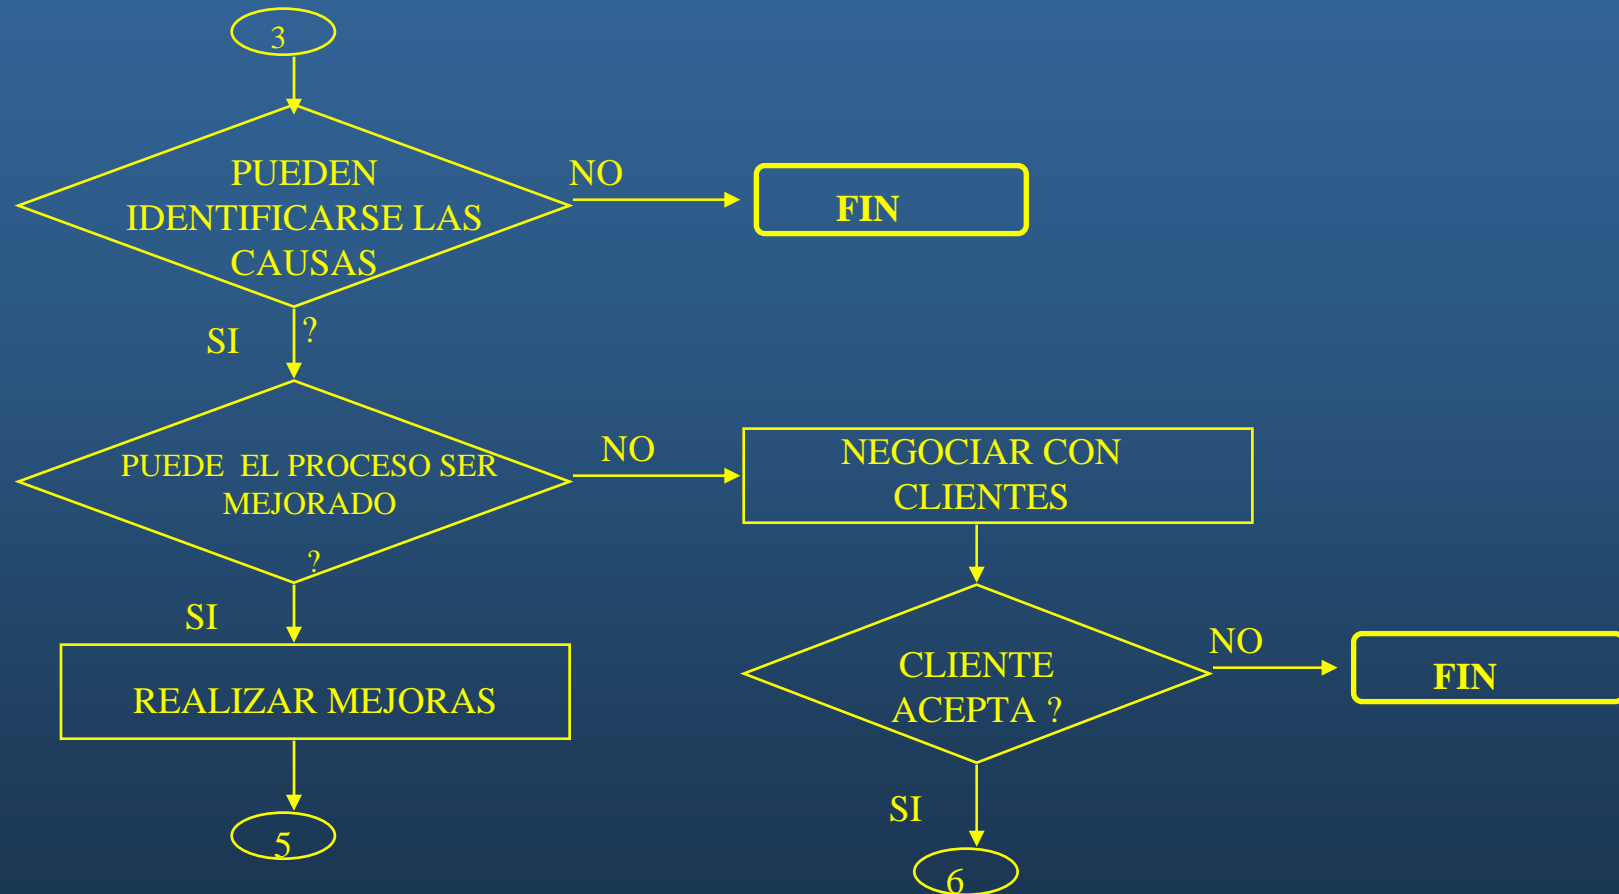 3
PUEDEN
IDENTIFICARSE LAS
CAUSAS
?
NO
FIN
SI
PUEDE EL PROCESO SER
MEJORADO
?
NO
NEGOCIAR CON
CLIENTES
SI
REALIZAR MEJORAS
5
CLIENTE
ACEPTA ?
NO
FIN
SI
6